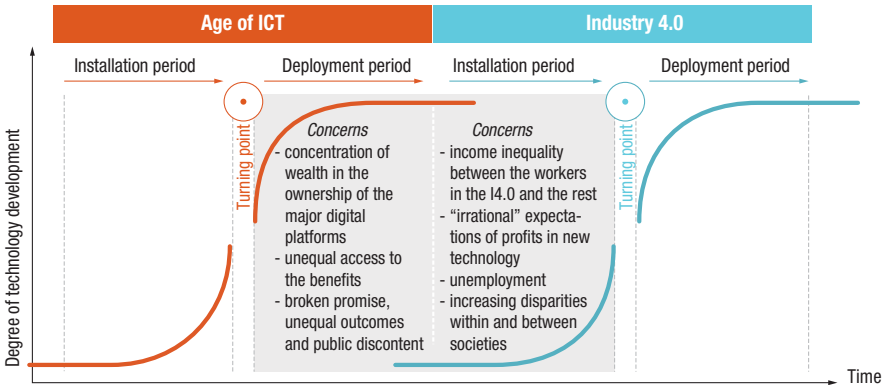 Age of ICT
Industry 4.0
Installation period
Deployment period
Installation period
Deployment period
Degree of technology development
Turning point
Concerns
- concentration of
wealth in the
ownership of the
major digital
platforms
- unequal access to
the benefits
- broken promise,
unequal outcomes
and public discontent
Concerns
- income inequality
between the workers
in the I4.0 and the rest
- “irrational” expecta-
tions of profits in new
technology
- unemployment
- increasing disparities
within and between
societies
Turning point
Time